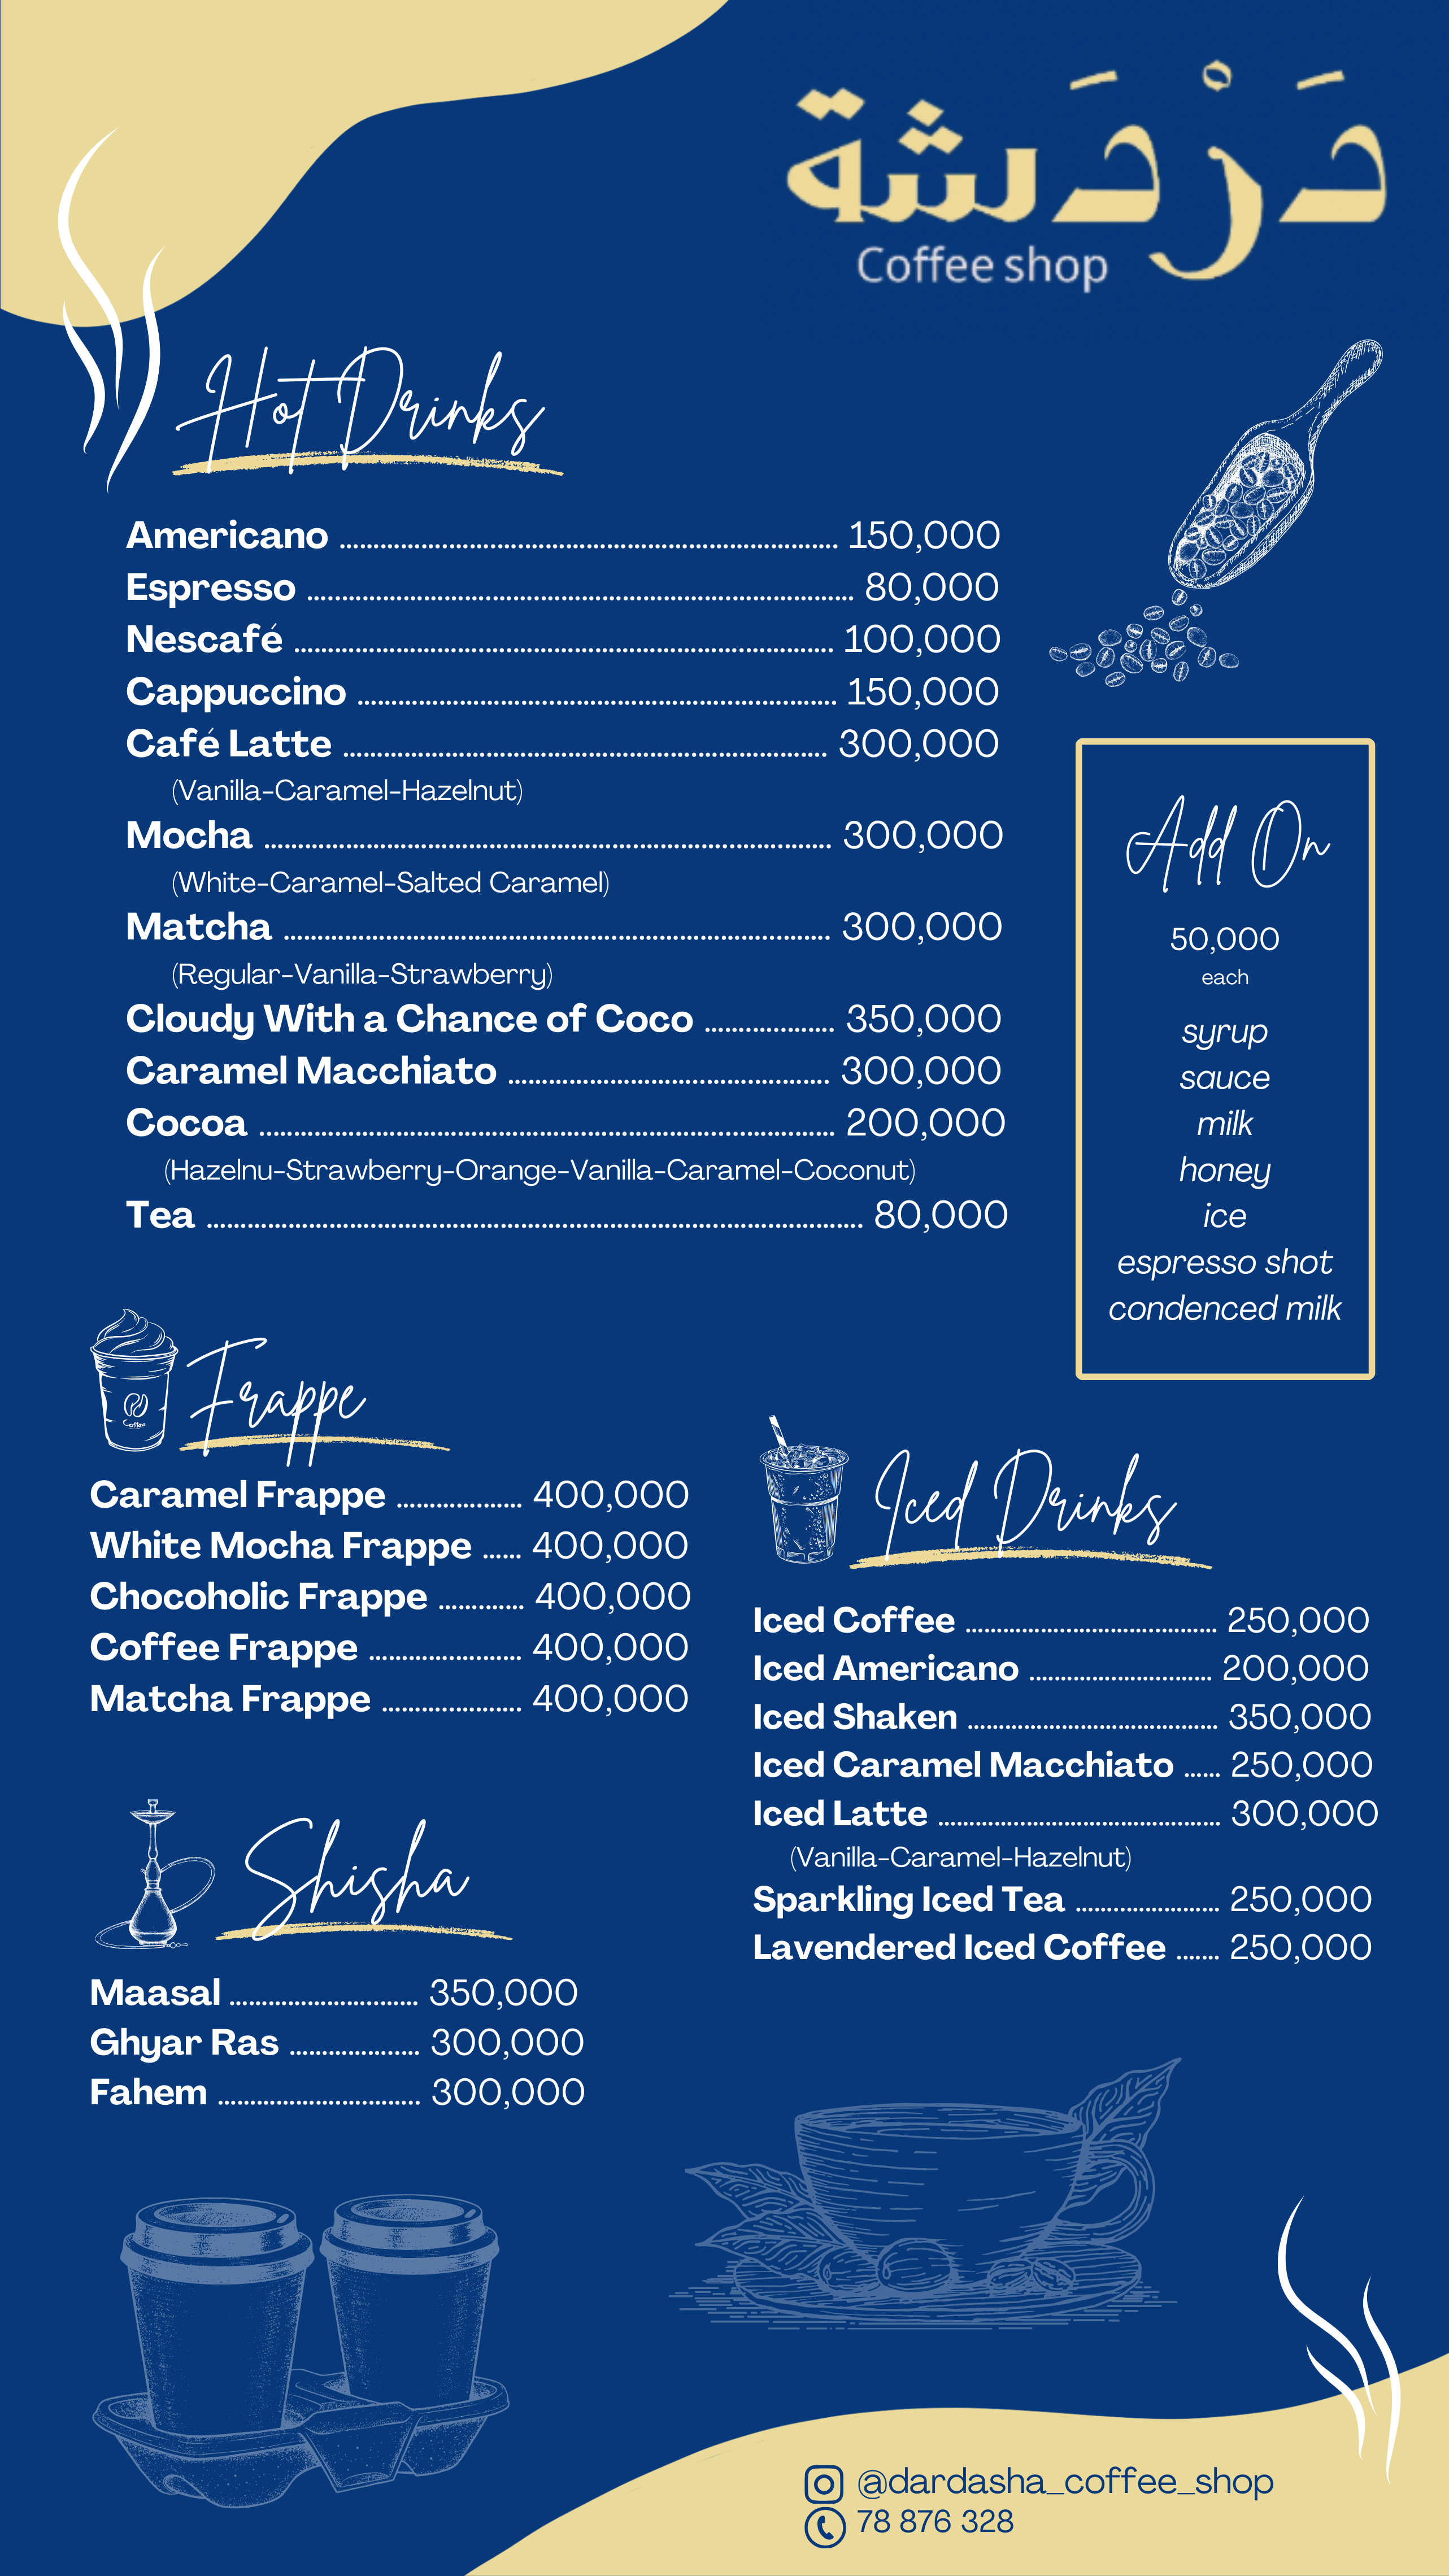 دَرْدَشة
Coffee shop
Hot Drinks
Americano ........ 150,000
Espresso ........ 80,000
Nescafé ........ 100,000
Cappuccino ........ 150,000
Café Latte ........ 300,000
(Vanilla-Caramel-Hazelnut)
Mocha ........ 300,000
(White-Caramel-Salted Caramel)
Matcha ........ 300,000
(Regular-Vanilla-Strawberry)
Cloudy With a Chance of Coco ........ 350,000
Caramel Macchiato ........ 300,000
Cocoa ........ 200,000
(Hazelnu-Strawberry-Orange-Vanilla-Caramel-Coconut)
Tea ........ 80,000
Add On
50,000
each
syrup
sauce
milk
honey
ice
espresso shot
condenced milk
Coffee
Frappe
Caramel Frappe ........ 400,000
White Mocha Frappe ...... 400,000
Chocoholic Frappe ........ 400,000
Coffee Frappe ........ 400,000
Matcha Frappe ........ 400,000
Iced Drinks
Iced Coffee ........ 250,000
Iced Americano ........ 200,000
Iced Shaken ........ 350,000
Iced Caramel Macchiato ...... 250,000
Iced Latte ........ 300,000
(Vanilla-Caramel-Hazelnut)
Sparkling Iced Tea ........ 250,000
Lavendered Iced Coffee ....... 250,000
Shisha
Maasal ........ 350,000
Ghyar Ras ........ 300,000
Fahem ........ 300,000
@dardasha_coffee_shop
78 876 328